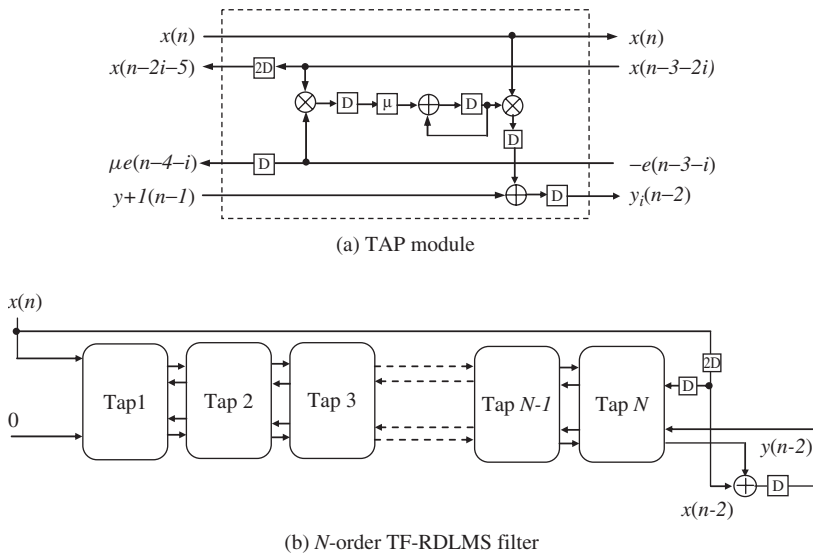 x(n)
x(n)
x(n−2i−5)
2D
x(n−3−2i)
D
μ
D
D
μe(n−4−i)
D
−e(n−3−i)
y+1(n−1)
D
yi(n−2)
(a) TAP module
x(n)
2D
Tap1
Tap 2
Tap 3
Tap N-1
Tap N
D
0
y(n-2)
D
x(n-2)
(b) N-order TF-RDLMS filter